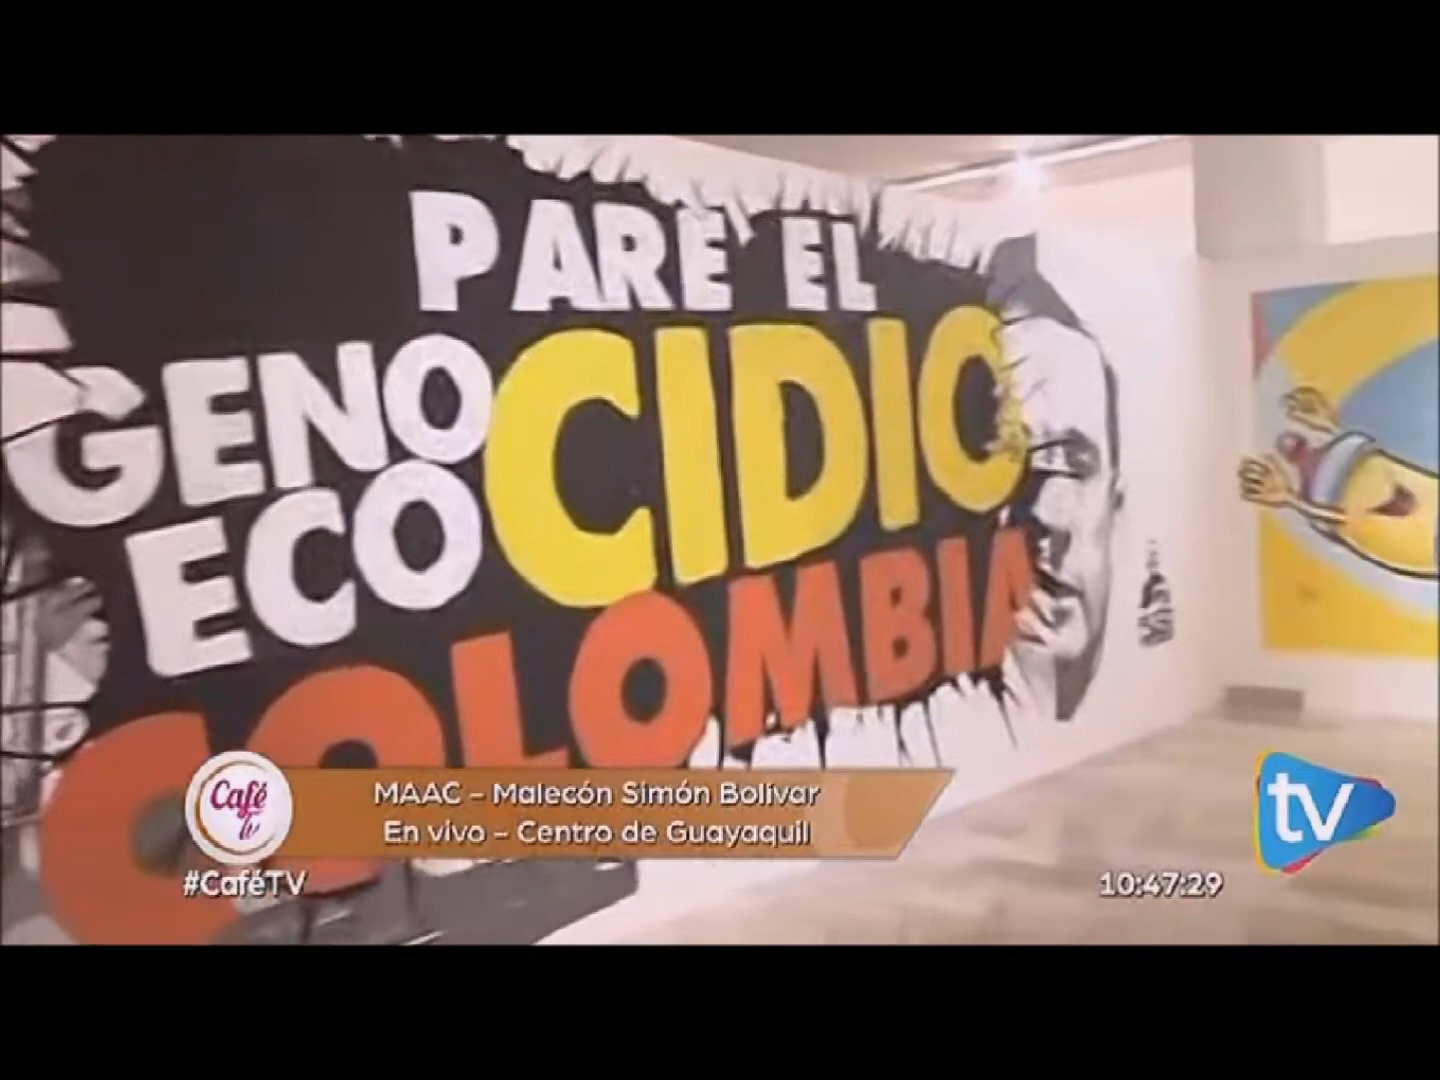 PARE EL
GENO
ECO
CIDIO
COLOMBIA
Café
tv
MAAC – Malecón Simón Bolívar
En vivo – Centro de Guayaquil
#CaféTV
tv
10:47:29